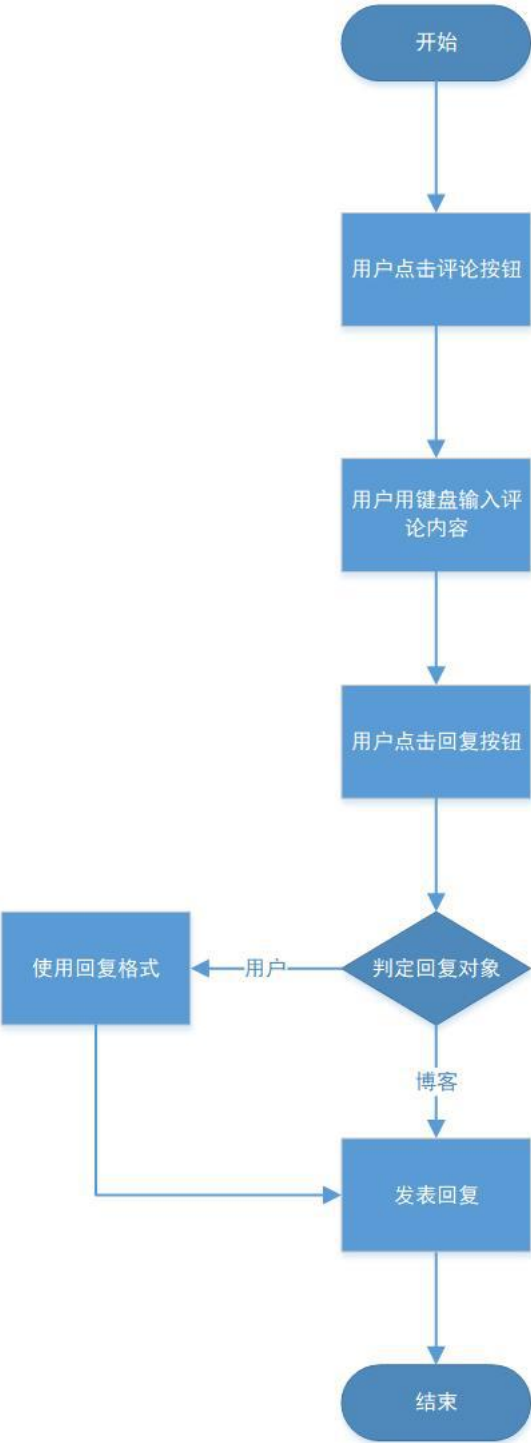 开始
用户点击评论按钮
用户用键盘输入评
论内容
用户点击回复按钮
使用回复格式
用户
判定回复对象
博客
发表回复
结束